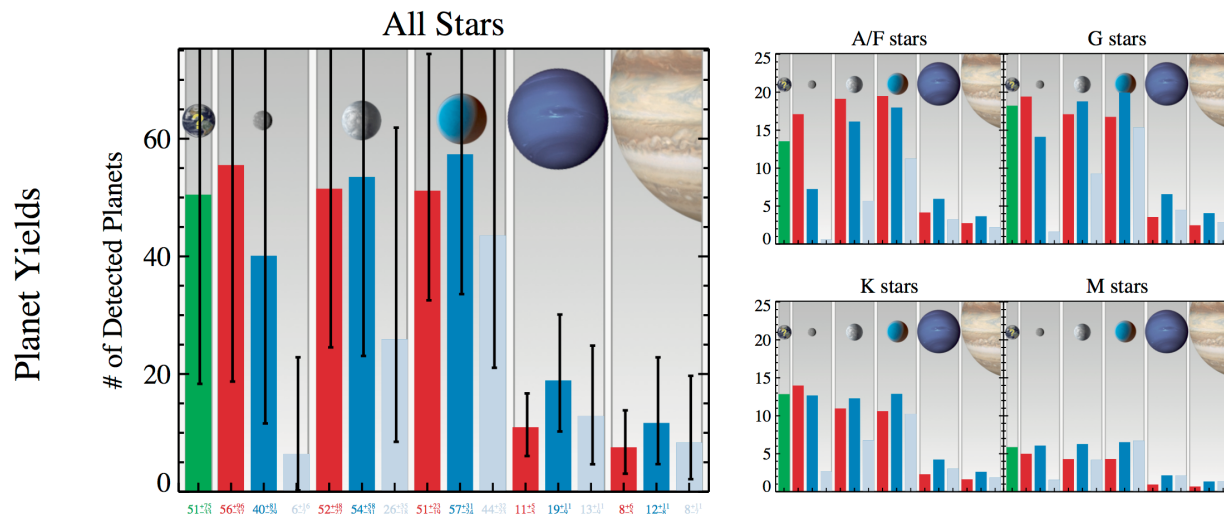 All Stars
Planet Yields
# of Detected Planets
60
40
20
0
51 56 40 6 52 54 26 51 57 44 11 19 13 8 12 8
A/F stars
G stars
25
20
15
10
5
0
K stars
M stars
25
20
15
10
5
0